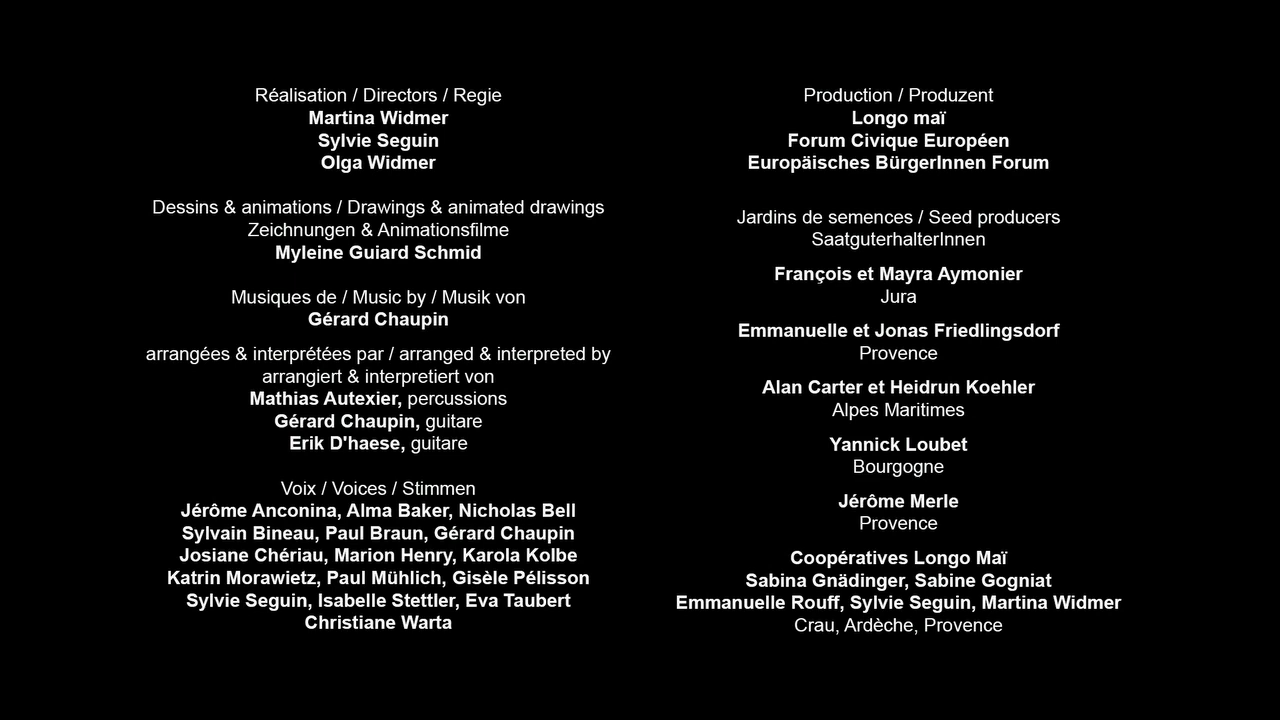 Réalisation / Directors / Regie
Martina Widmer
Sylvie Seguin
Olga Widmer
Dessins & animations / Drawings & animated drawings
Zeichnungen & Animationsfilme
Myleine Guiard Schmid
Musiques de / Music by / Musik von
Gérard Chaupin
arrangées & interprétées par / arranged & interpreted by
arrangiert & interpretiert von
Mathias Autexier, percussions
Gérard Chaupin, guitare
Erik D'haese, guitare
Voix / Voices / Stimmen
Jérôme Anconina, Alma Baker, Nicholas Bell
Sylvain Bineau, Paul Braun, Gérard Chaupin
Josiane Chériau, Marion Henry, Karola Kolbe
Katrin Morawietz, Paul Mühlich, Gisèle Pélisson
Sylvie Seguin, Isabelle Stettler, Eva Taubert
Christiane Warta
Production / Produzent
Longo maï
Forum Civique Européen
Europäisches BürgerInnen Forum
Jardins de semences / Seed producers
SaatguterhalterInnen
François et Mayra Aymonier
Jura
Emmanuelle et Jonas Friedlingsdorf
Provence
Alan Carter et Heidrun Koehler
Alpes Maritimes
Yannick Loubet
Bourgogne
Jérôme Merle
Provence
Coopératives Longo Maï
Sabina Gnädinger, Sabine Gogniat
Emmanuelle Rouff, Sylvie Seguin, Martina Widmer
Crau, Ardèche, Provence